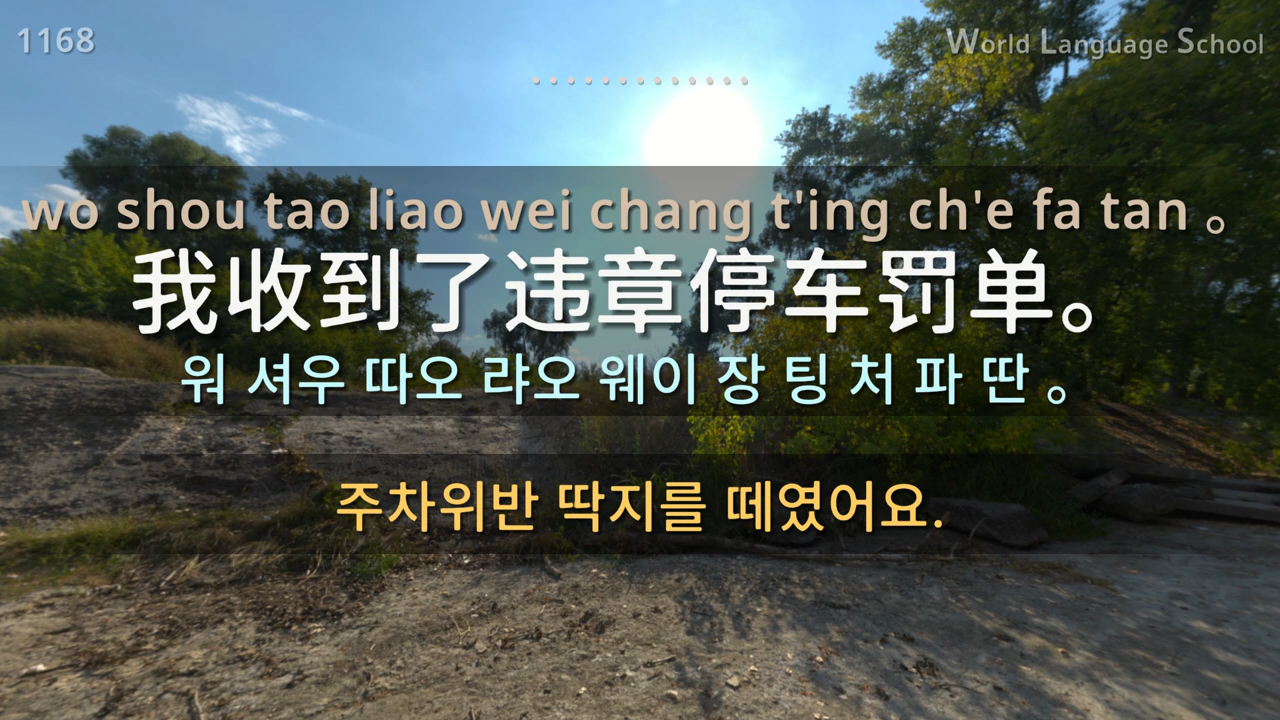 1168
World Language School
wo shou tao liao wei chang t'ing ch'e fa tan 。
我收到了违章停车罚单。
워 셔우 따오 랴오 웨이 장 팅 처 파 딴 。
주차위반 딱지를 떼였어요.